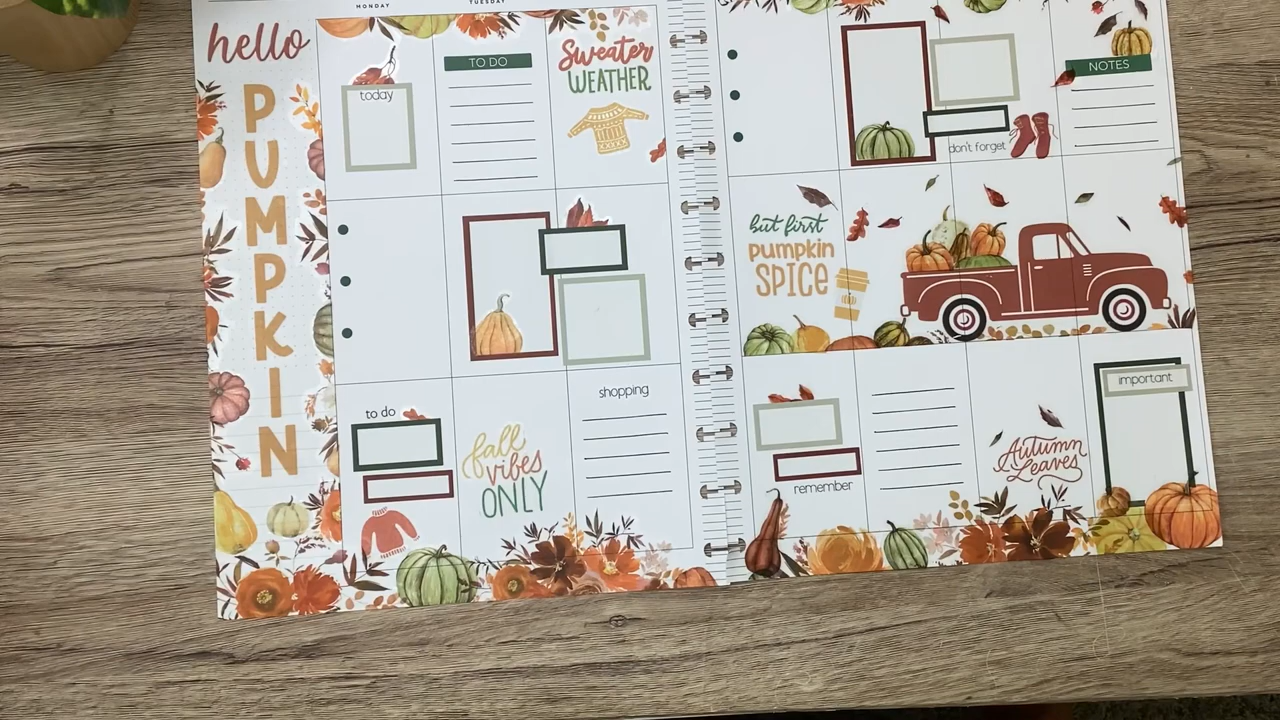 MONDAY
TUESDAY
hello
PUMPKIN
today
TO DO
Sweater
WEATHER
to do
fall
vibes
ONLY
shopping
don't forget
NOTES
but first
pumpkin
SPICE
remember
Autumn
Leaves
important